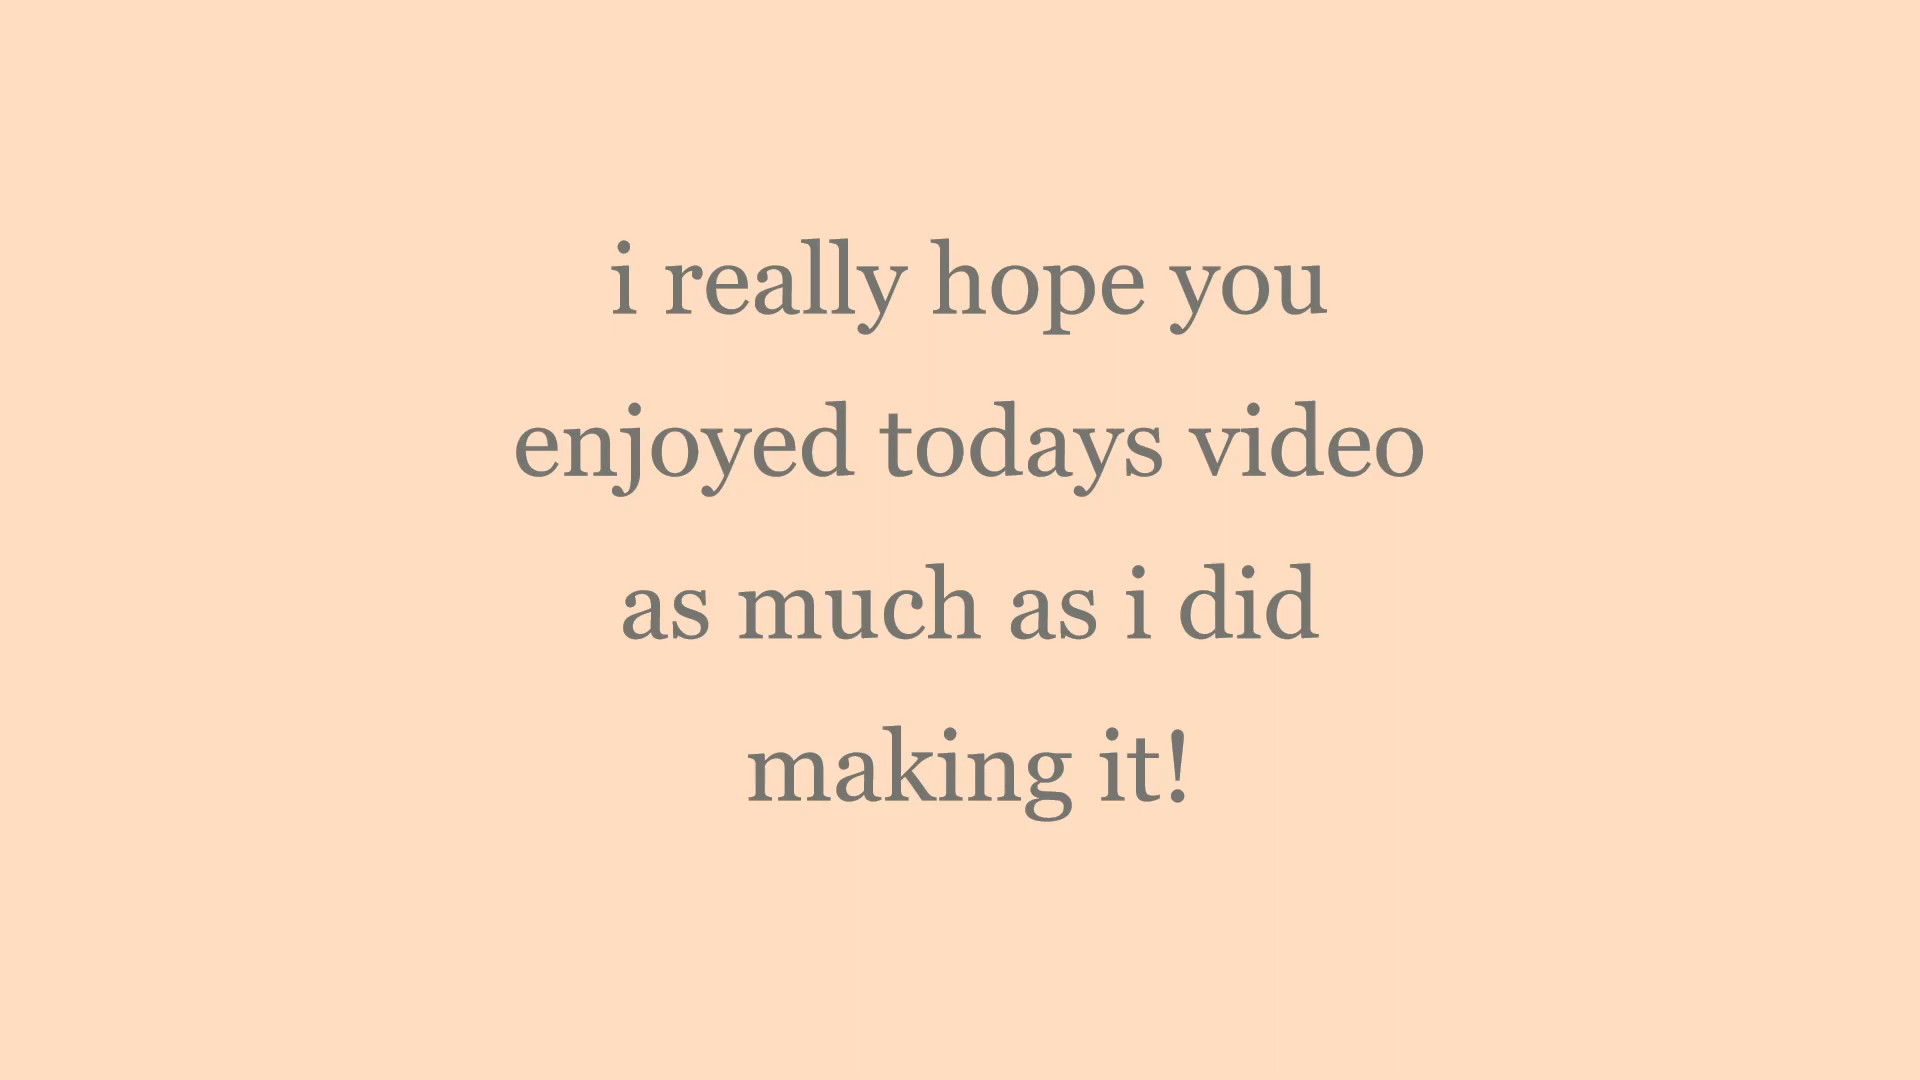 i really hope you
enjoyed todays video
as much as i did
making it!